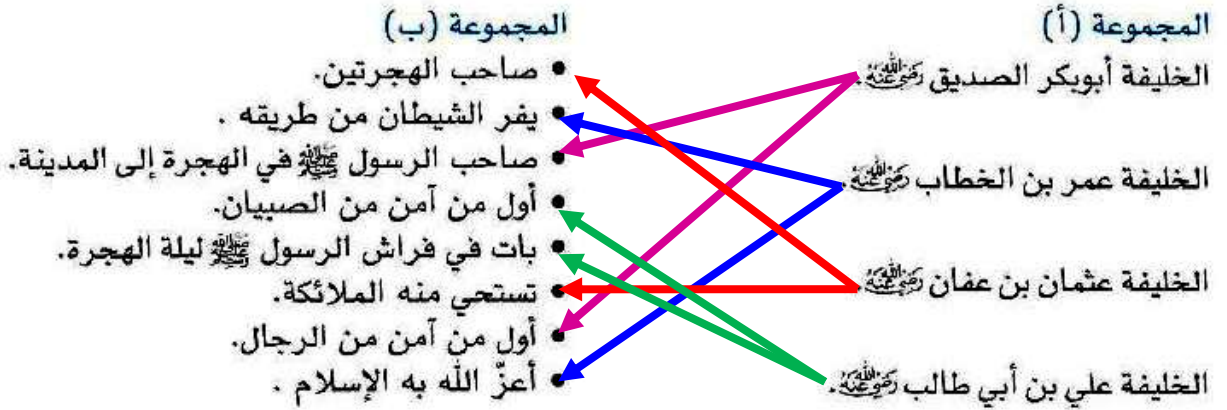 المجموعة (أ)
الخليفة أبوبكر الصديق رضي الله عنه.
الخليفة عمر بن الخطاب رضي الله عنه.
الخليفة عثمان بن عفان رضي الله عنه.
الخليفة علي بن أبي طالب رضي الله عنه.
المجموعة (ب)
• صاحب الهجرتين.
• يفر الشيطان من طريقه .
• صاحب الرسول ﷺ في الهجرة إلى المدينة.
• أول من آمن من الصبيان.
• بات في فراش الرسول ﷺ ليلة الهجرة.
• تستحي منه الملائكة.
• أول من آمن من الرجال.
• أعزّ الله به الإسلام .